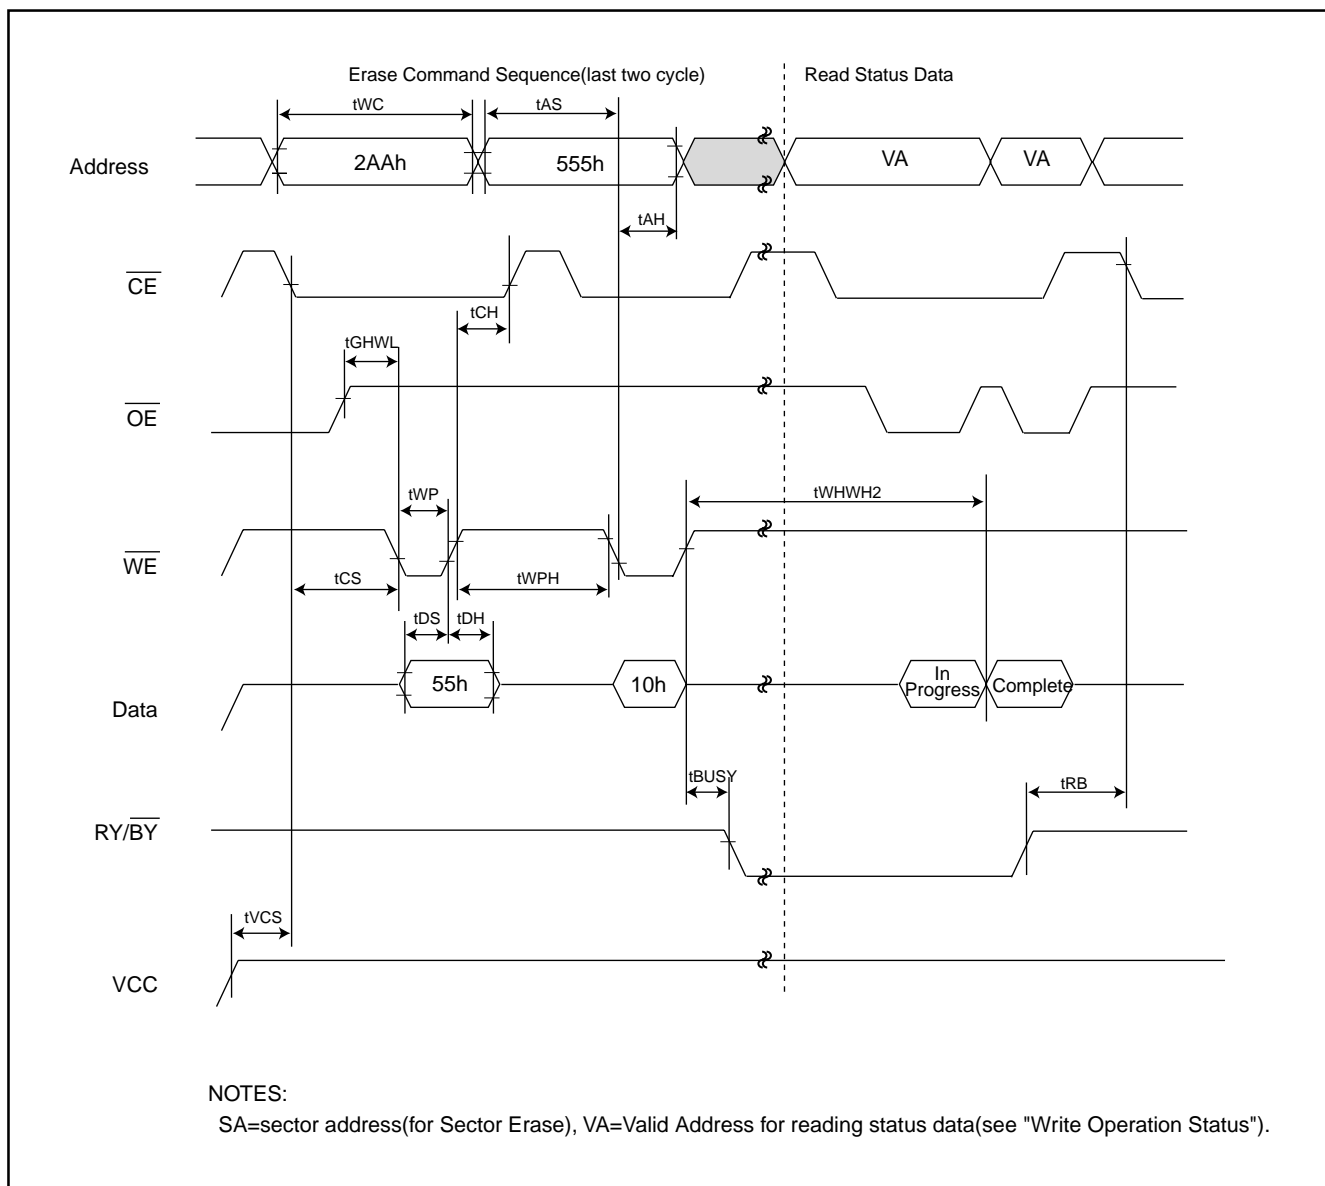 Erase Command Sequence(last two cycle)
Read Status Data
tWC
tAS
Address
2AAh
555h
VA
VA
tAH
CE
tCH
tGHWL
OE
tWP
tWHWH2
WE
tCS
tWPH
tDS
tDH
Data
55h
10h
In
Progress
Complete
tBUSY
tRB
RY/BY
tVCS
VCC
NOTES:
SA=sector address(for Sector Erase), VA=Valid Address for reading status data(see "Write Operation Status").